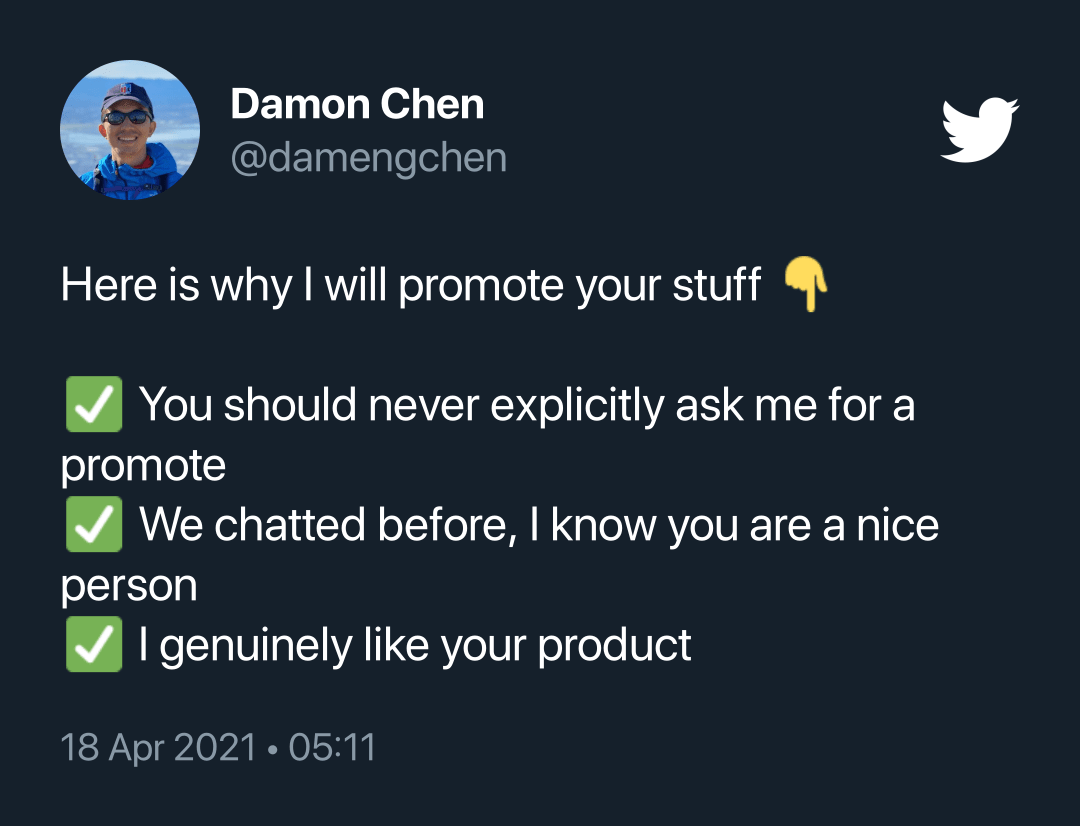 Damon Chen
@damengchen
Here is why I will promote your stuff 👇
✅ You should never explicitly ask me for a
promote
✅ We chatted before, I know you are a nice
person
✅ I genuinely like your product
18 Apr 2021 • 05:11